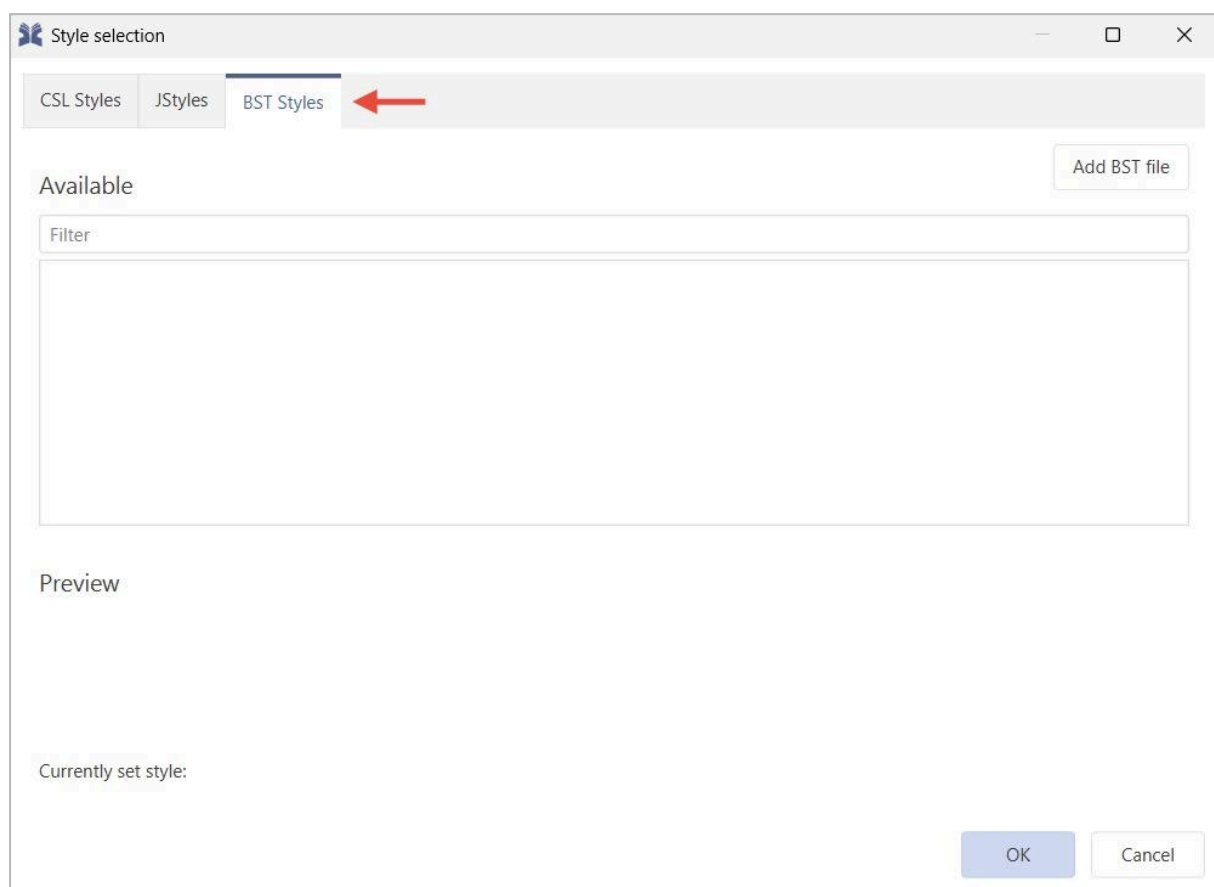 Style selection
CSL Styles JStyles BST Styles
Add BST file
Available
Filter
Preview
Currently set style:
OK Cancel